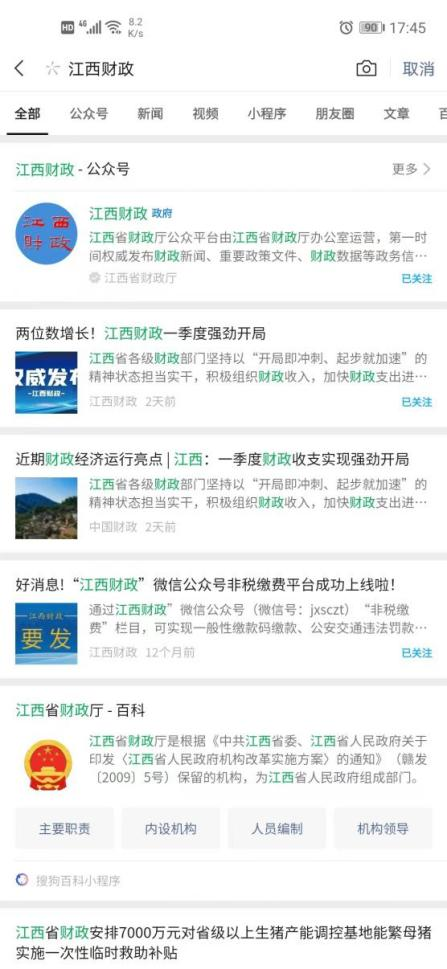 HD 4G 8.2 K/s 90 17:45
江西财政 取消
全部 公众号 新闻 视频 小程序 朋友圈 文章
江西财政 - 公众号 更多
江西财政
江西财政 政府
江西省财政厅公众平台由江西省财政厅办公室运营，第一时
间权威发布财政新闻、重要政策文件、财政数据等政务信…
江西省财政厅 已关注
两位数增长！江西财政一季度强劲开局
权威发布
-江西财政-
江西省各级财政部门坚持以“开局即冲刺、起步就加速”的
精神状态担当实干，积极组织财政收入，加快财政支出进…
江西财政 2天前 已关注
近期财政经济运行亮点 | 江西：一季度财政收支实现强劲开局
江西省各级财政部门坚持以“开局即冲刺、起步就加速”的
精神状态担当实干，积极组织财政收入，加快财政支出进…
中国财政 2天前
好消息!“江西财政”微信公众号非税缴费平台成功上线啦！
江西财政
要发
通过江西财政”微信公众号（微信号：jxsczt）“非税缴
费”栏目，可实现一般性缴款码缴款、公安交通违法罚款…
江西财政 12个月前 已关注
江西省财政厅 - 百科
江西省财政厅是根据《中共江西省委、江西省人民政府关于
印发〈江西省人民政府机构改革实施方案〉的通知》（赣发
〔2009〕5号）保留的机构，为江西省人民政府组成部门。
主要职责 内设机构 人员编制 机构领导
搜狗百科小程序
江西省财政安排7000万元对省级以上生猪产能调控基地能繁母猪
实施一次性临时救助补贴